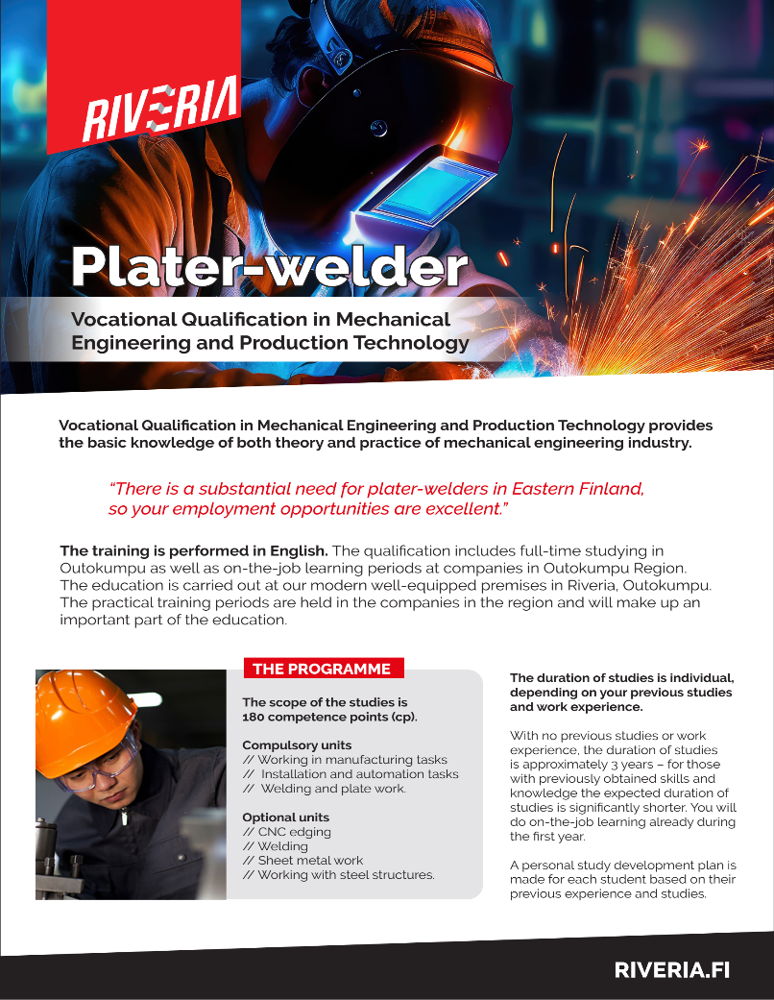 RIVERIA
Plater-welder
Vocational Qualification in Mechanical
Engineering and Production Technology
Vocational Qualification in Mechanical Engineering and Production Technology provides
the basic knowledge of both theory and practice of mechanical engineering industry.
“There is a substantial need for plater-welders in Eastern Finland,
so your employment opportunities are excellent.”
The training is performed in English. The qualification includes full-time studying in
Outokumpu as well as on-the-job learning periods at companies in Outokumpu Region.
The education is carried out at our modern well-equipped premises in Riveria, Outokumpu.
The practical training periods are held in the companies in the region and will make up an
important part of the education.
THE PROGRAMME
The scope of the studies is
180 competence points (cp).
Compulsory units
// Working in manufacturing tasks
// Installation and automation tasks
// Welding and plate work.
Optional units
// CNC edging
// Welding
// Sheet metal work
// Working with steel structures.
The duration of studies is individual,
depending on your previous studies
and work experience.
With no previous studies or work
experience, the duration of studies
is approximately 3 years – for those
with previously obtained skills and
knowledge the expected duration of
studies is significantly shorter. You will
do on-the-job learning already during
the first year.
A personal study development plan is
made for each student based on their
previous experience and studies.
RIVERIA.FI